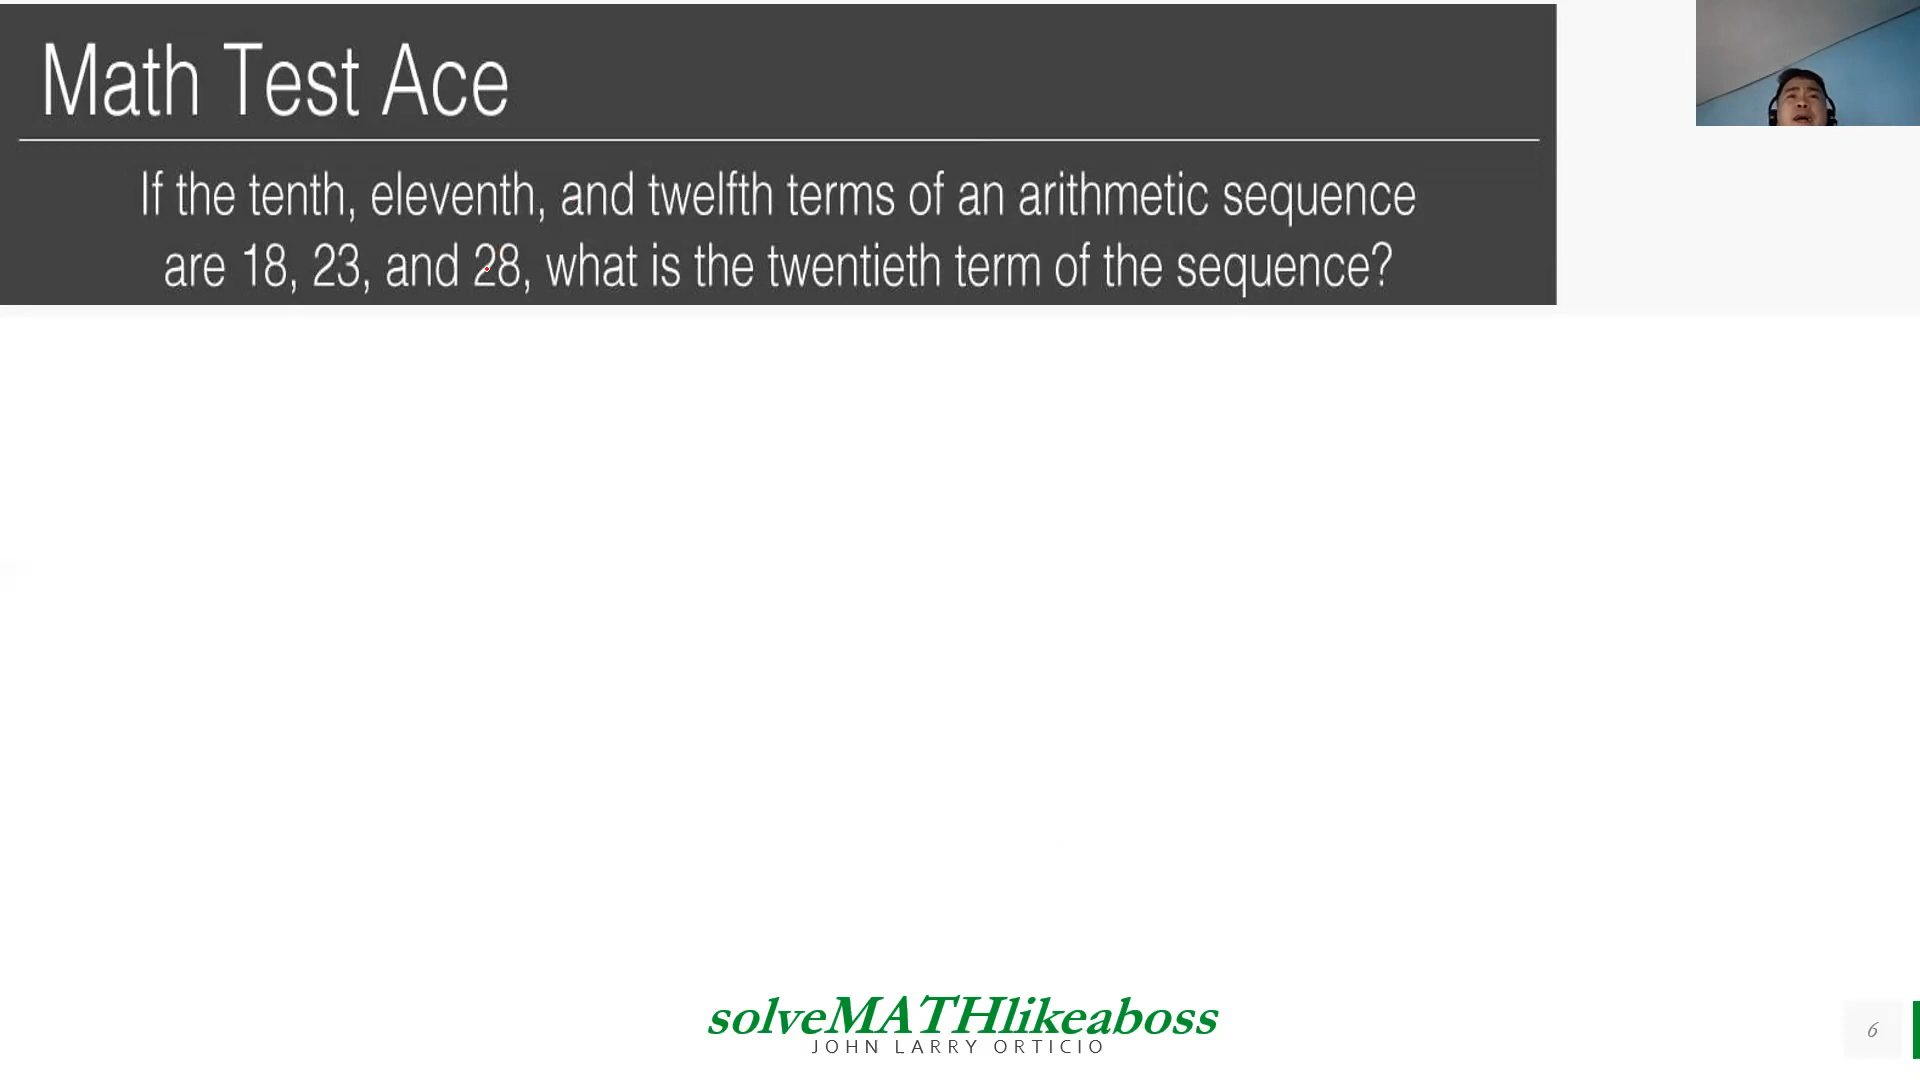 Math Test Ace
If the tenth, eleventh, and twelfth terms of an arithmetic sequence
are 18, 23, and 28, what is the twentieth term of the sequence?
solveMATHlikeaboss
JOHN LARRY ORTICIO
6